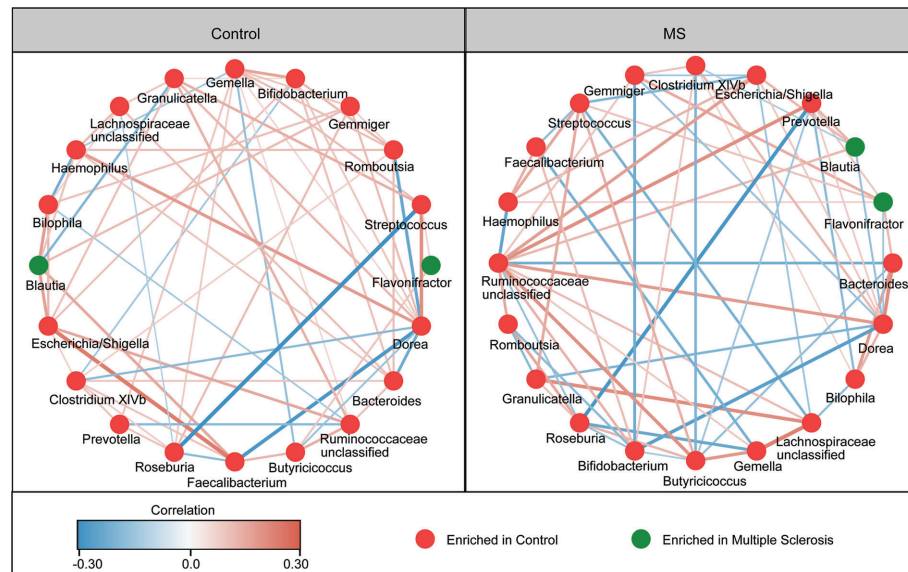 Control
MS
Gemella
Bifidobacterium
Granulicatella
Gemmiger
Lachnospiraceae
unclassified
Haemophilus
Romboutsia
Bilophila
Streptococcus
Blautia
Flavonifractor
Escherichia/Shigella
Dorea
Clostridium XIVb
Bacteroides
Prevotella
Ruminococcaceae
unclassified
Roseburia
Butyricicoccus
Faecalibacterium
Clostridium XIVb
Gemmiger
Escherichia/Shigella
Streptococcus
Prevotella
Faecalibacterium
Blautia
Haemophilus
Flavonifractor
Ruminococcaceae
unclassified
Bacteroides
Romboutsia
Dorea
Granulicatella
Bilophila
Roseburia
Lachnospiraceae
unclassified
Bifidobacterium
Gemella
Butyricicoccus
Correlation
-0.30
0.0
0.30
Enriched in Control
Enriched in Multiple Sclerosis